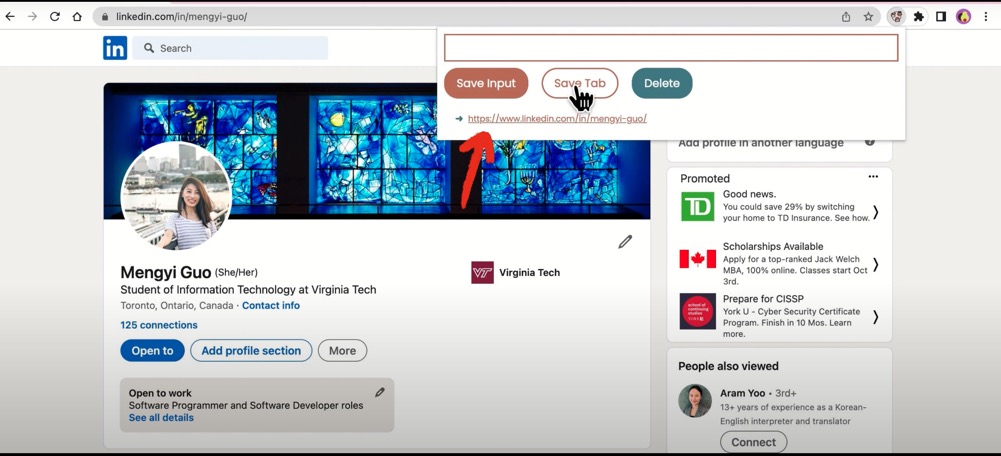 linkedin.com/in/mengyi-guo/
in
Search
Save Input
Save Tab
Delete
➜ https://www.linkedin.com/in/mengyi-guo/
Add profile in another language
Mengyi Guo (She/Her)
Student of Information Technology at Virginia Tech
Toronto, Ontario, Canada · Contact info
125 connections
Open to
Add profile section
More
VT Virginia Tech
Open to work
Software Programmer and Software Developer roles
See all details
Promoted
TD
Good news.
You could save 29% by switching
your home to TD Insurance. See how.
Scholarships Available
Apply for a top-ranked Jack Welch
MBA, 100% online. Classes start Oct
3rd.
Prepare for CISSP
York U - Cyber Security Certificate
Program. Finish in 10 Mos. Learn
more.
People also viewed
Aram Yoo · 3rd+
13+ years of experience as a Korean-
English interpreter and translator
Connect